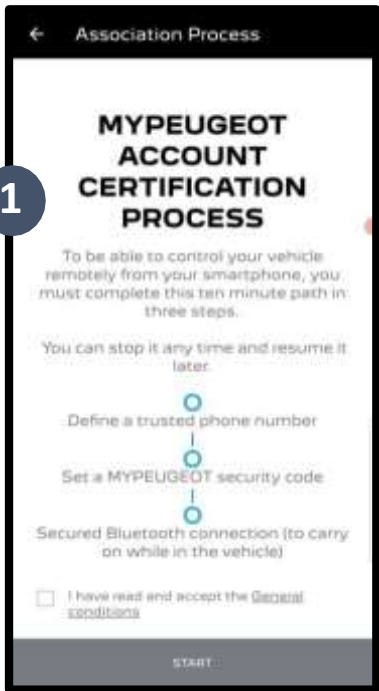 Association Process
MYPEUGEOT
ACCOUNT
CERTIFICATION
PROCESS
1
To be able to control your vehicle
remotely from your smartphone, you
must complete this ten minute path in
three steps.
You can stop it any time and resume it
later.
Define a trusted phone number
Set a MYPEUGEOT security code
Secured Bluetooth connection (to carry
on while in the vehicle)
I have read and accept the General
conditions
START